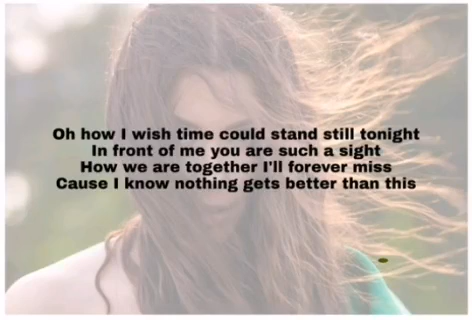 Oh how I wish time could stand still tonight
In front of me you are such a sight
How we are together I'll forever miss
Cause I know nothing gets better than this